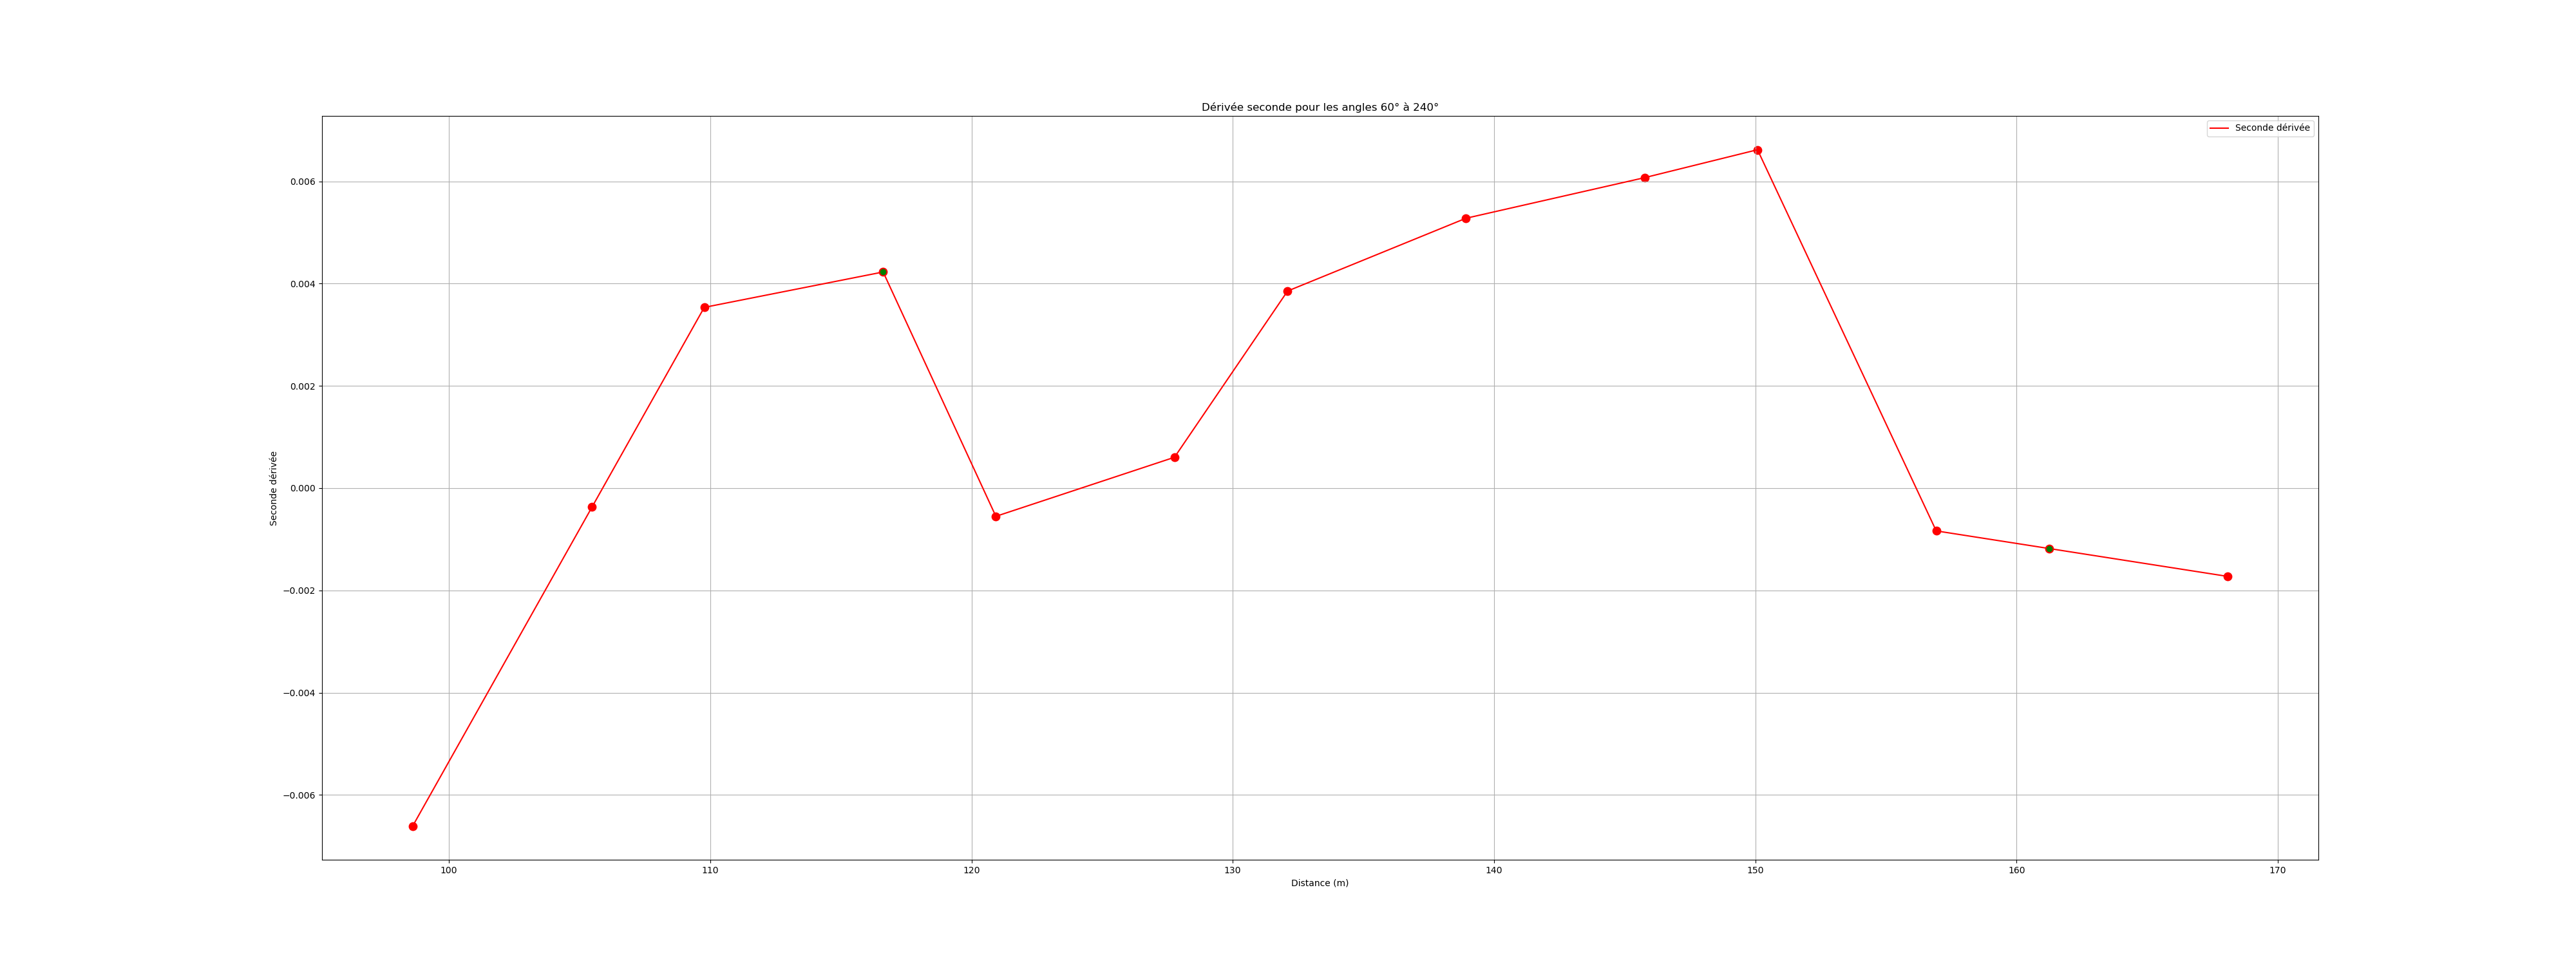 Dérivée seconde pour les angles 60° à 240°
Seconde dérivée
0.006
0.004
0.002
0.000
−0.002
−0.004
−0.006
Seconde dérivée
100 110 120 130 140 150 160 170
Distance (m)